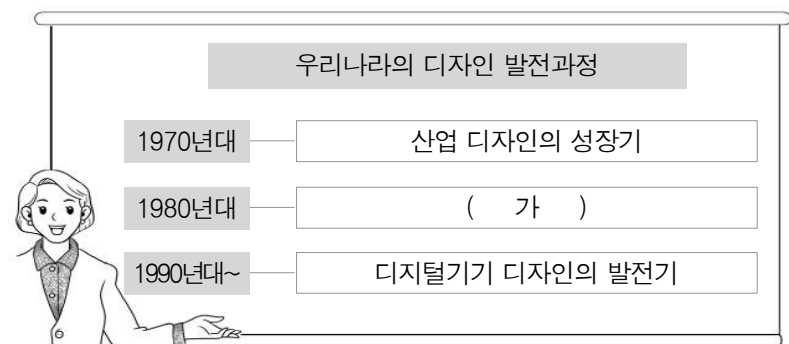 우리나라의 디자인 발전과정
1970년대 산업 디자인의 성장기
1980년대 ( 가 )
1990년대~ 디지털기기 디자인의 발전기